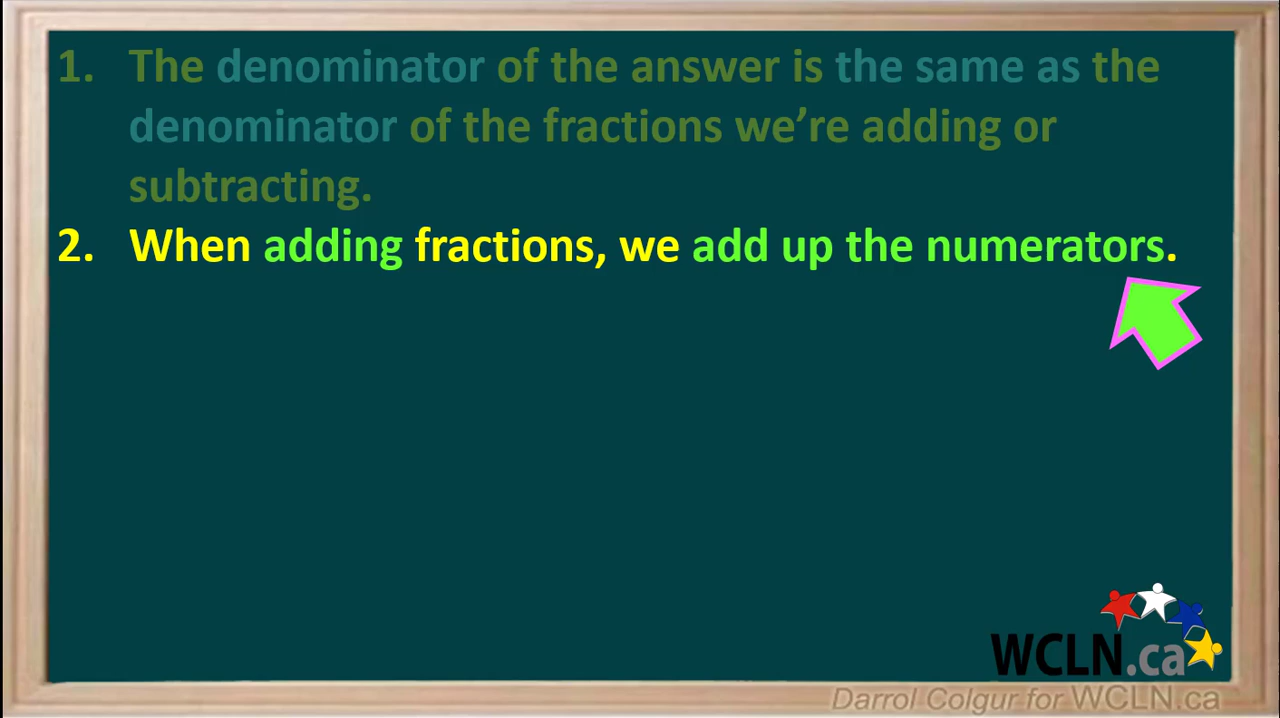 1. The denominator of the answer is the same as the
denominator of the fractions we’re adding or
subtracting.
2. When adding fractions, we add up the numerators.
WCLN.ca
Darrol Colgur for WCLN.ca